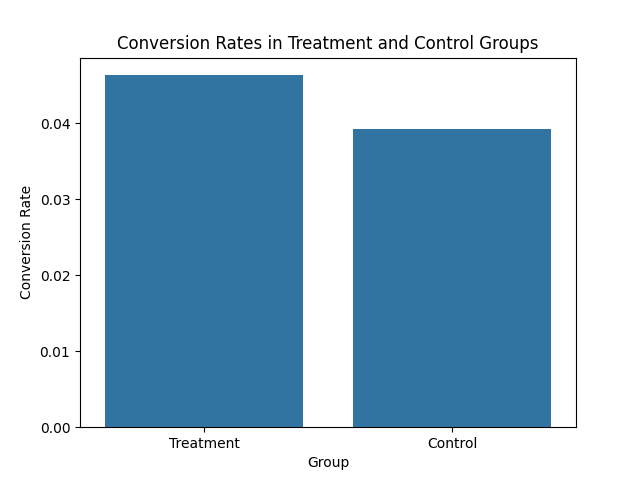 Conversion Rates in Treatment and Control Groups
0.04
0.03
0.02
0.01
0.00
Conversion Rate
Treatment
Control
Group